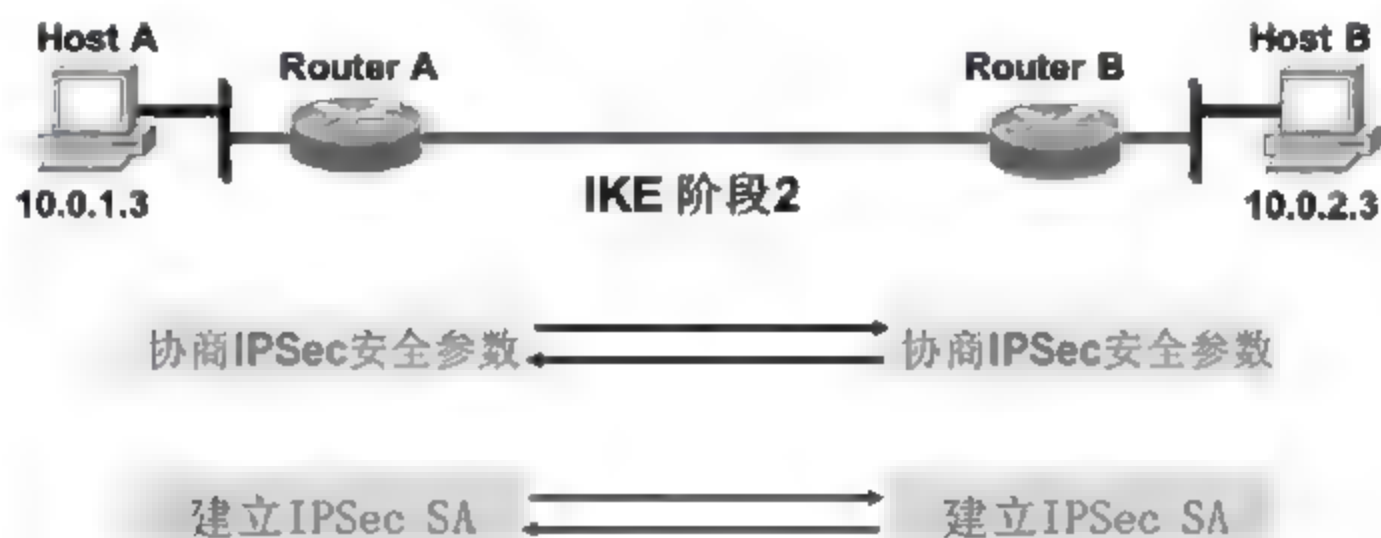 Host A
Router A
Router B
Host B
10.0.1.3
IKE 阶段2
10.0.2.3
协商IPSec安全参数
协商IPSec安全参数
建立IPSec SA
建立IPSec SA